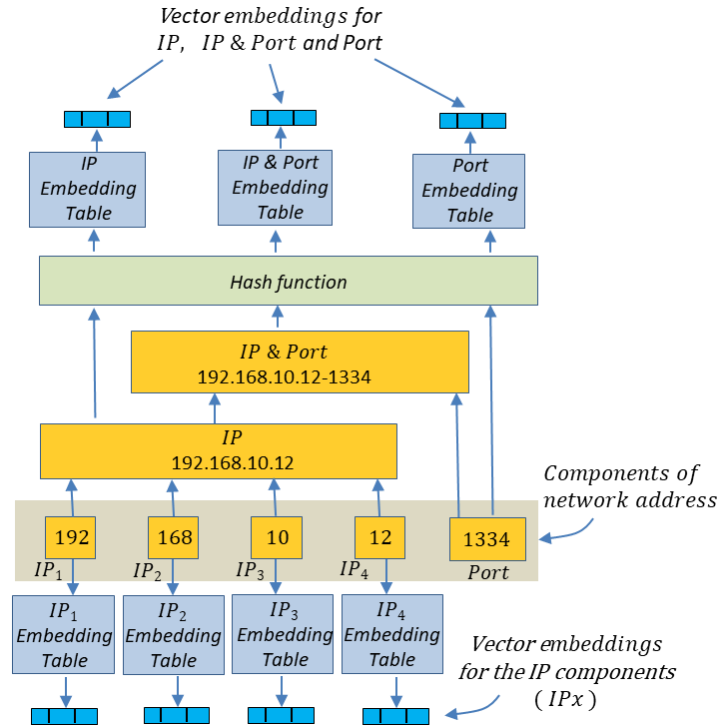 Vector embeddings for
IP, IP & Port and Port
IP
Embedding
Table
IP & Port
Embedding
Table
Port
Embedding
Table
Hash function
IP & Port
192.168.10.12-1334
IP
192.168.10.12
Components of
network address
192
168
10
12
1334
IP₁
IP₂
IP₃
IP₄
Port
IP₁
Embedding
Table
IP₂
Embedding
Table
IP₃
Embedding
Table
IP₄
Embedding
Table
Vector embeddings
for the IP components
( IPx )